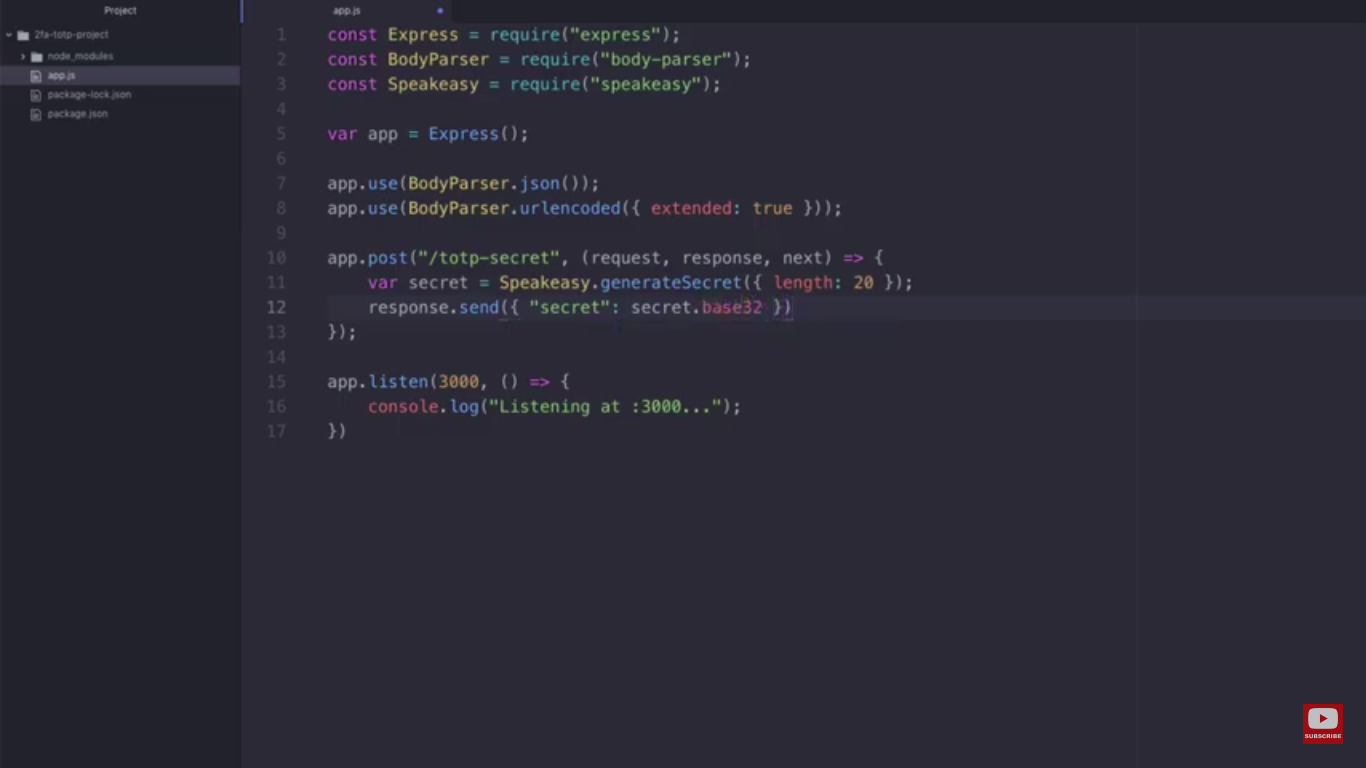 Project
2fa-totp-project
node_modules
app.js
package-lock.json
package.json
app.js
1 const Express = require("express");
2 const BodyParser = require("body-parser");
3 const Speakeasy = require("speakeasy");
4
5 var app = Express();
6
7 app.use(BodyParser.json());
8 app.use(BodyParser.urlencoded({ extended: true }));
9
10 app.post("/totp-secret", (request, response, next) => {
11     var secret = Speakeasy.generateSecret({ length: 20 });
12     response.send({ "secret": secret.base32 })
13 });
14
15 app.listen(3000, () => {
16     console.log("Listening at :3000...");
17 })
SUBSCRIBE